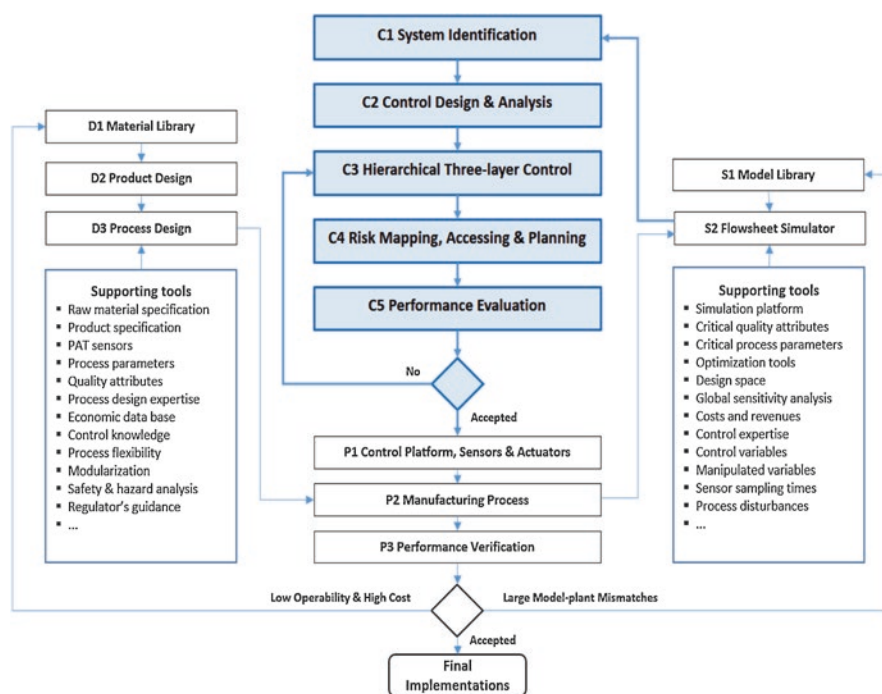 C1 System Identification
C2 Control Design & Analysis
C3 Hierarchical Three-layer Control
C4 Risk Mapping, Accessing & Planning
C5 Performance Evaluation
No
Accepted
D1 Material Library
D2 Product Design
D3 Process Design
Supporting tools
▪ Raw material specification
▪ Product specification
▪ PAT sensors
▪ Process parameters
▪ Quality attributes
▪ Process design expertise
▪ Economic data base
▪ Control knowledge
▪ Process flexibility
▪ Modularization
▪ Safety & hazard analysis
▪ Regulator's guidance
▪ ...
S1 Model Library
S2 Flowsheet Simulator
Supporting tools
▪ Simulation platform
▪ Critical quality attributes
▪ Critical process parameters
▪ Optimization tools
▪ Design space
▪ Global sensitivity analysis
▪ Costs and revenues
▪ Control expertise
▪ Control variables
▪ Manipulated variables
▪ Sensor sampling times
▪ Process disturbances
▪ ...
P1 Control Platform, Sensors & Actuators
P2 Manufacturing Process
P3 Performance Verification
Low Operability & High Cost
Large Model-plant Mismatches
Accepted
Final
Implementations